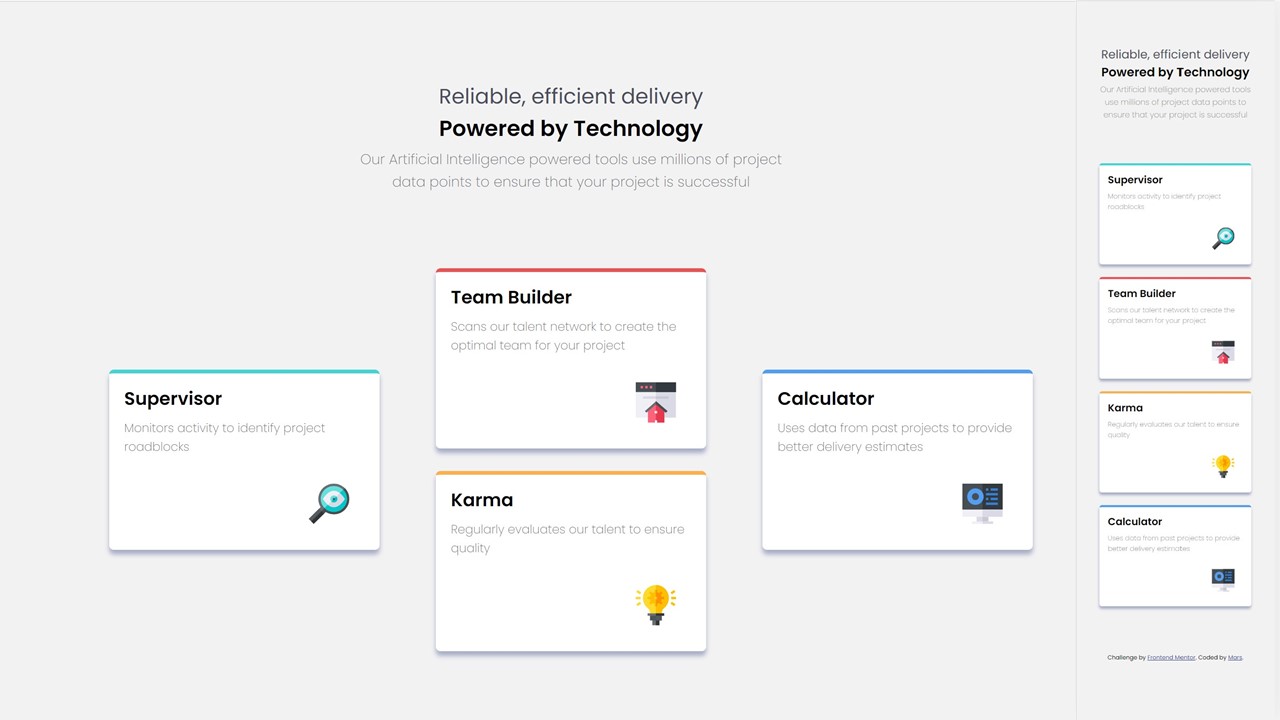 Reliable, efficient delivery
Powered by Technology
Our Artificial Intelligence powered tools use millions of project
data points to ensure that your project is successful
Supervisor
Monitors activity to identify project
roadblocks
Team Builder
Scans our talent network to create the
optimal team for your project
Karma
Regularly evaluates our talent to ensure
quality
Calculator
Uses data from past projects to provide
better delivery estimates
Reliable, efficient delivery
Powered by Technology
Our Artificial Intelligence powered tools
use millions of project data points to
ensure that your project is successful
Supervisor
Monitors activity to identify project
roadblocks
Team Builder
Scans our talent network to create the
optimal team for your project
Karma
Regularly evaluates our talent to ensure
quality
Calculator
Uses data from past projects to provide
better delivery estimates
Challenge by Frontend Mentor. Coded by Mars.